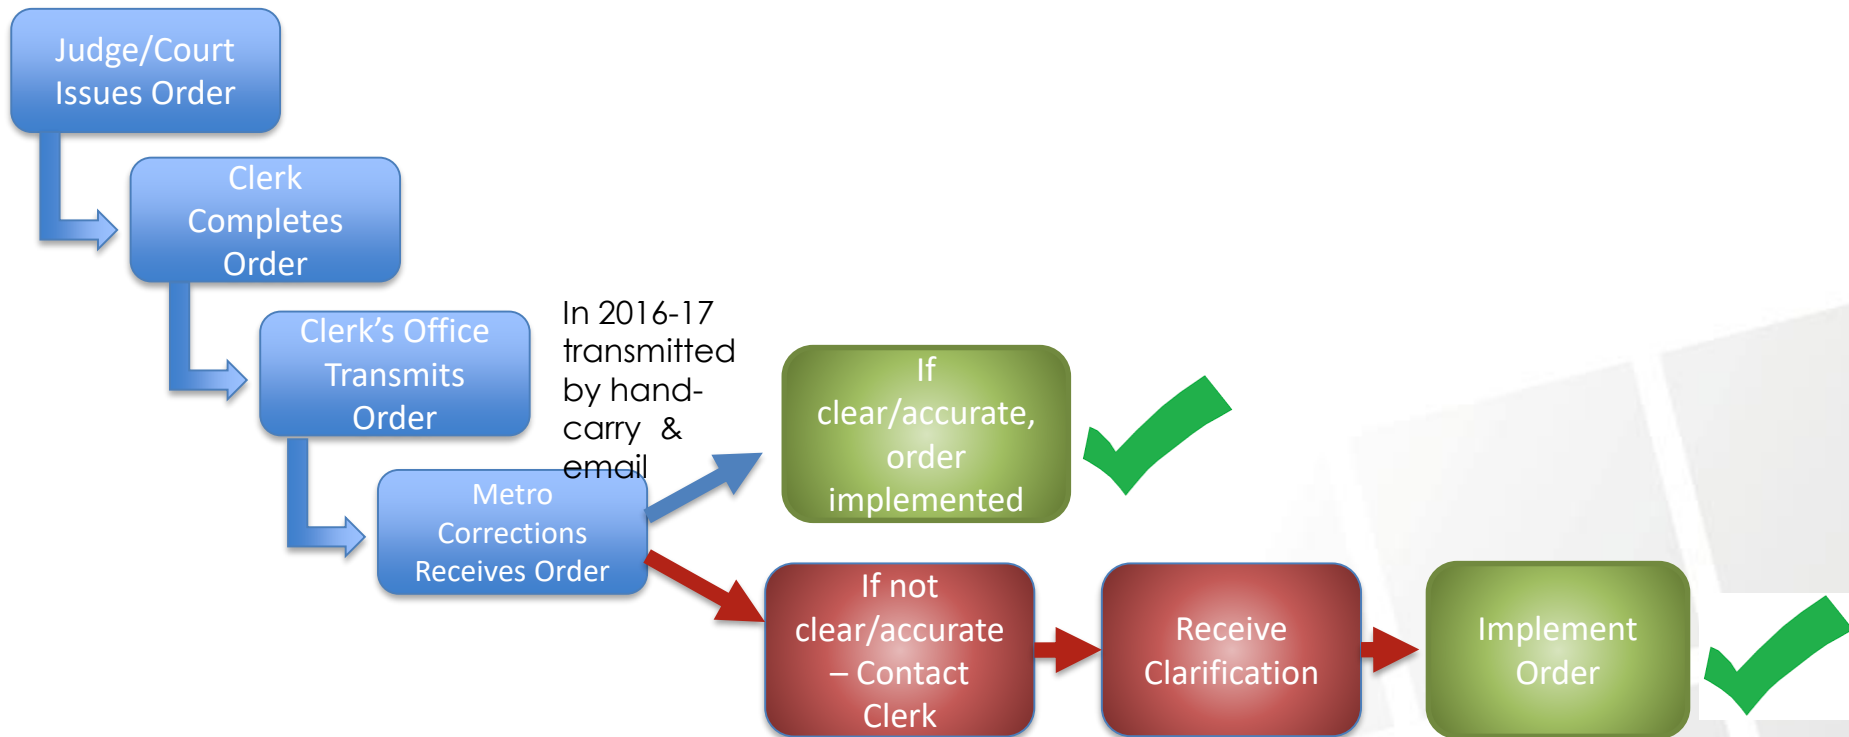 Judge/Court
Issues Order
Clerk
Completes
Order
Clerk's Office
Transmits
Order
In 2016-17
transmitted
by hand-
carry & 
email
Metro
Corrections
Receives Order
If
clear/accurate,
order
implemented
If not
clear/accurate
– Contact
Clerk
Receive
Clarification
Implement
Order